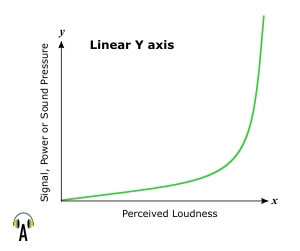 y
Linear Y axis
Signal, Power or Sound Pressure
x
Perceived Loudness
A